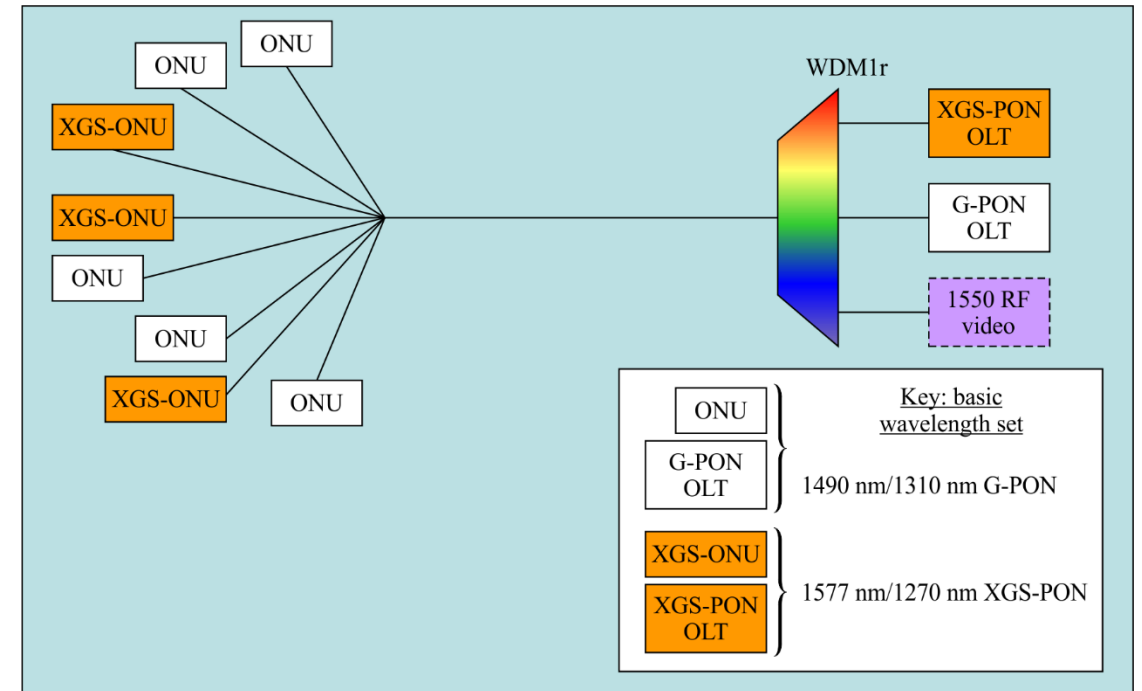 ONU
ONU
XGS-ONU
XGS-ONU
ONU
ONU
XGS-ONU
ONU
WDM1r
XGS-PON
OLT
G-PON
OLT
1550 RF
video
Key: basic
wavelength set
ONU
G-PON
OLT
1490 nm/1310 nm G-PON
XGS-ONU
XGS-PON
OLT
1577 nm/1270 nm XGS-PON